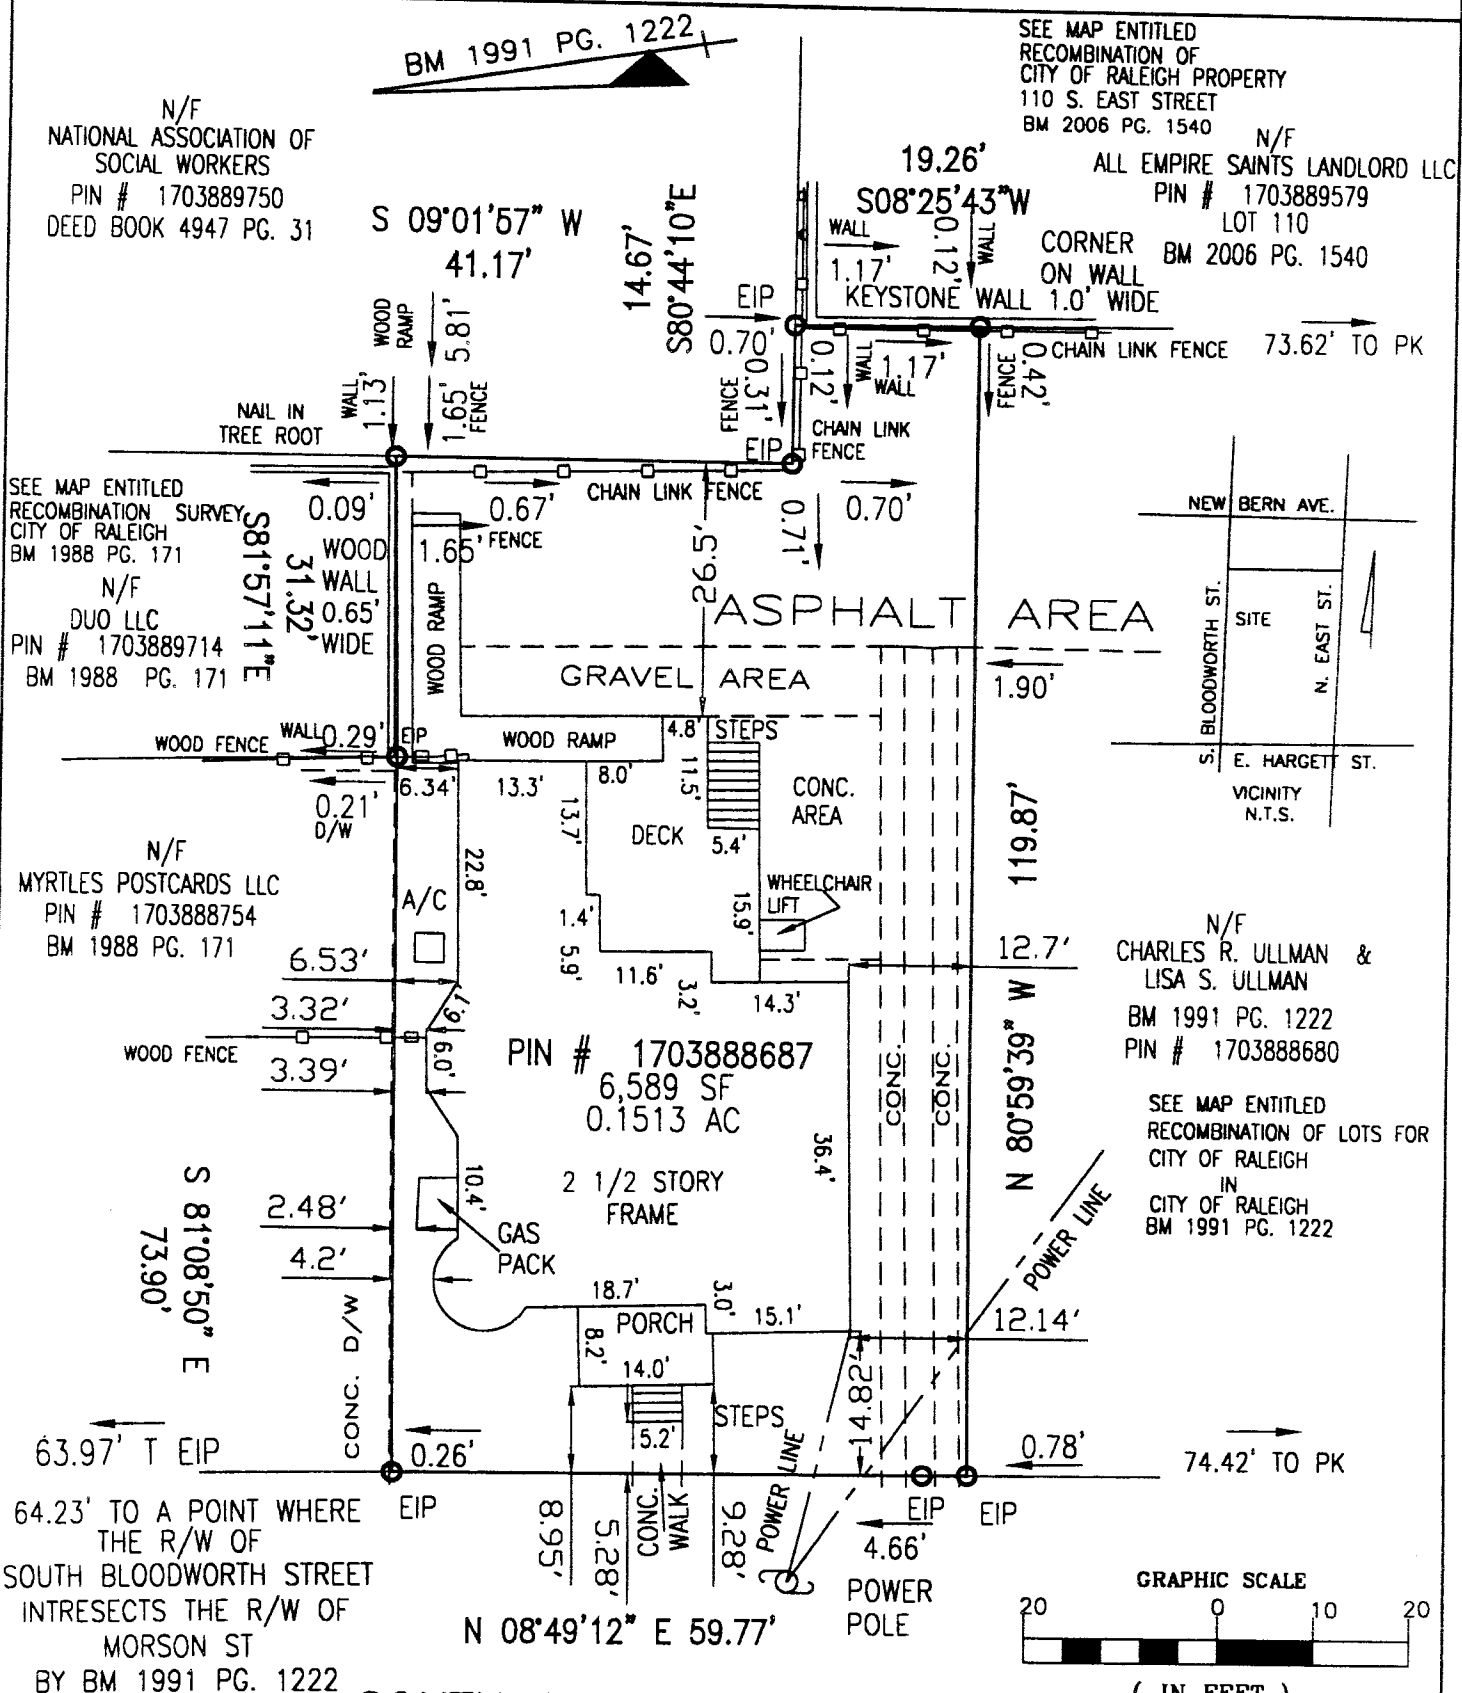 BM 1991 PG. 1222
SEE MAP ENTITLED
RECOMBINATION OF
CITY OF RALEIGH PROPERTY
110 S. EAST STREET
BM 2006 PG. 1540
N/F
ALL EMPIRE SAINTS LANDLORD LLC
PIN # 1703889579
LOT 110
BM 2006 PG. 1540
N/F
NATIONAL ASSOCIATION OF
SOCIAL WORKERS
PIN # 1703889750
DEED BOOK 4947 PG. 31
S 09°01'57" W
41.17'
14.67'
S80°44'10"E
19.26'
S08°25'43"W
WALL
1.17'
0.12'
WALL
CORNER
ON WALL
KEYSTONE WALL 1.0' WIDE
EIP
0.70'
WOOD
RAMP
5.81'
WALL
1.13'
1.65'
FENCE
FENCE
0.31'
0.12'
WALL
1.17'
WALL
FENCE
0.42'
CHAIN LINK FENCE
73.62' TO PK
NAIL IN
TREE ROOT
EIP
CHAIN LINK
FENCE
CHAIN LINK FENCE
0.09'
0.67'
0.71'
0.70'
SEE MAP ENTITLED
RECOMBINATION SURVEY
CITY OF RALEIGH
BM 1988 PG. 171
N/F
DUO LLC
PIN # 1703889714
BM 1988 PG. 171
S81°57'11"E
31.32'
WOOD
WALL
0.65'
WIDE
1.65'
FENCE
WOOD RAMP
26.5'
ASPHALT AREA
GRAVEL AREA
1.90'
NEW BERN AVE.
S. BLOODWORTH ST.
SITE
N. EAST ST.
E. HARGETT ST.
VICINITY
N.T.S.
WOOD FENCE
WALL
0.29'
EIP
WOOD RAMP
4.8'
STEPS
6.34'
13.3'
8.0'
11.5'
0.21'
D/W
13.7'
DECK
5.4'
CONC.
AREA
119.87'
N 80°59'39" W
N/F
MYRTLES POSTCARDS LLC
PIN # 1703888754
BM 1988 PG. 171
22.8'
A/C
1.4'
5.9'
11.6'
3.2'
15.9'
WHEELCHAIR
LIFT
14.3'
12.7'
6.53'
3.32'
6.1'
6.0'
WOOD FENCE
3.39'
N/F
CHARLES R. ULLMAN &
LISA S. ULLMAN
BM 1991 PG. 1222
PIN # 1703888680
PIN # 1703888687
6,589 SF
0.1513 AC
CONC.
CONC.
36.4'
2 1/2 STORY
FRAME
SEE MAP ENTITLED
RECOMBINATION OF LOTS FOR
CITY OF RALEIGH
IN
CITY OF RALEIGH
BM 1991 PG. 1222
POWER LINE
S 81°08'50" E
73.90'
2.48'
10.4'
GAS
PACK
4.2'
CONC. D/W
18.7'
3.0'
PORCH
15.1'
12.14'
8.2'
14.0'
14.82'
STEPS
5.2'
63.97' T EIP
0.26'
0.78'
74.42' TO PK
EIP
EIP
EIP
4.66'
64.23' TO A POINT WHERE
THE R/W OF
SOUTH BLOODWORTH STREET
INTRESECTS THE R/W OF
MORSON ST
BY BM 1991 PG. 1222
8.95'
5.28'
CONC.
WALK
9.28'
POWER LINE
POWER
POLE
N 08°49'12" E 59.77'
GRAPHIC SCALE
20 0 10 20
( IN FEET )